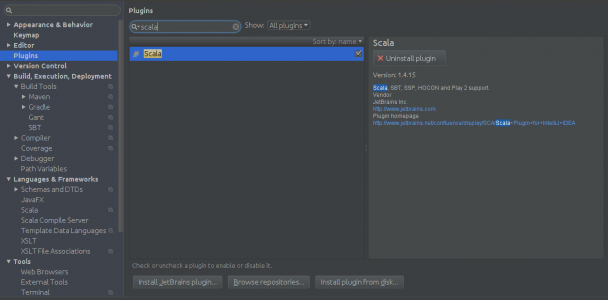 Appearance & Behavior
Keymap
Editor
Plugins
Version Control
Build, Execution, Deployment
Build Tools
Maven
Gradle
Gant
SBT
Compiler
Coverage
Debugger
Path Variables
Languages & Frameworks
Schemas and DTDs
JavaFX
Scala
Scala Compile Server
Template Data Languages
XSLT
XSLT File Associations
Tools
Web Browsers
External Tools
Terminal
Plugins
scala
Show: All plugins
Sort by: name
Scala
Scala
Uninstall plugin
Version: 1.4.15
Scala, SBT, SSP, HOCON and Play 2 support
Vendor
JetBrains Inc.
http://www.jetbrains.com
Plugin homepage
http://www.jetbrains.net/confluence/display/SCA/Scala+Plugin+for+IntelliJ+IDEA
Check or uncheck a plugin to enable or disable it.
Install JetBrains plugin...
Browse repositories...
Install plugin from disk...